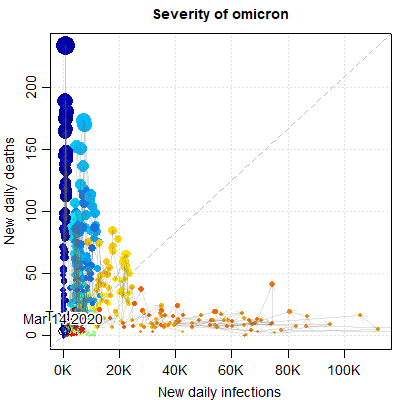 Severity of omicron
New daily deaths
200
150
100
50
0
Mar 14 2020
0K 20K 40K 60K 80K 100K
New daily infections